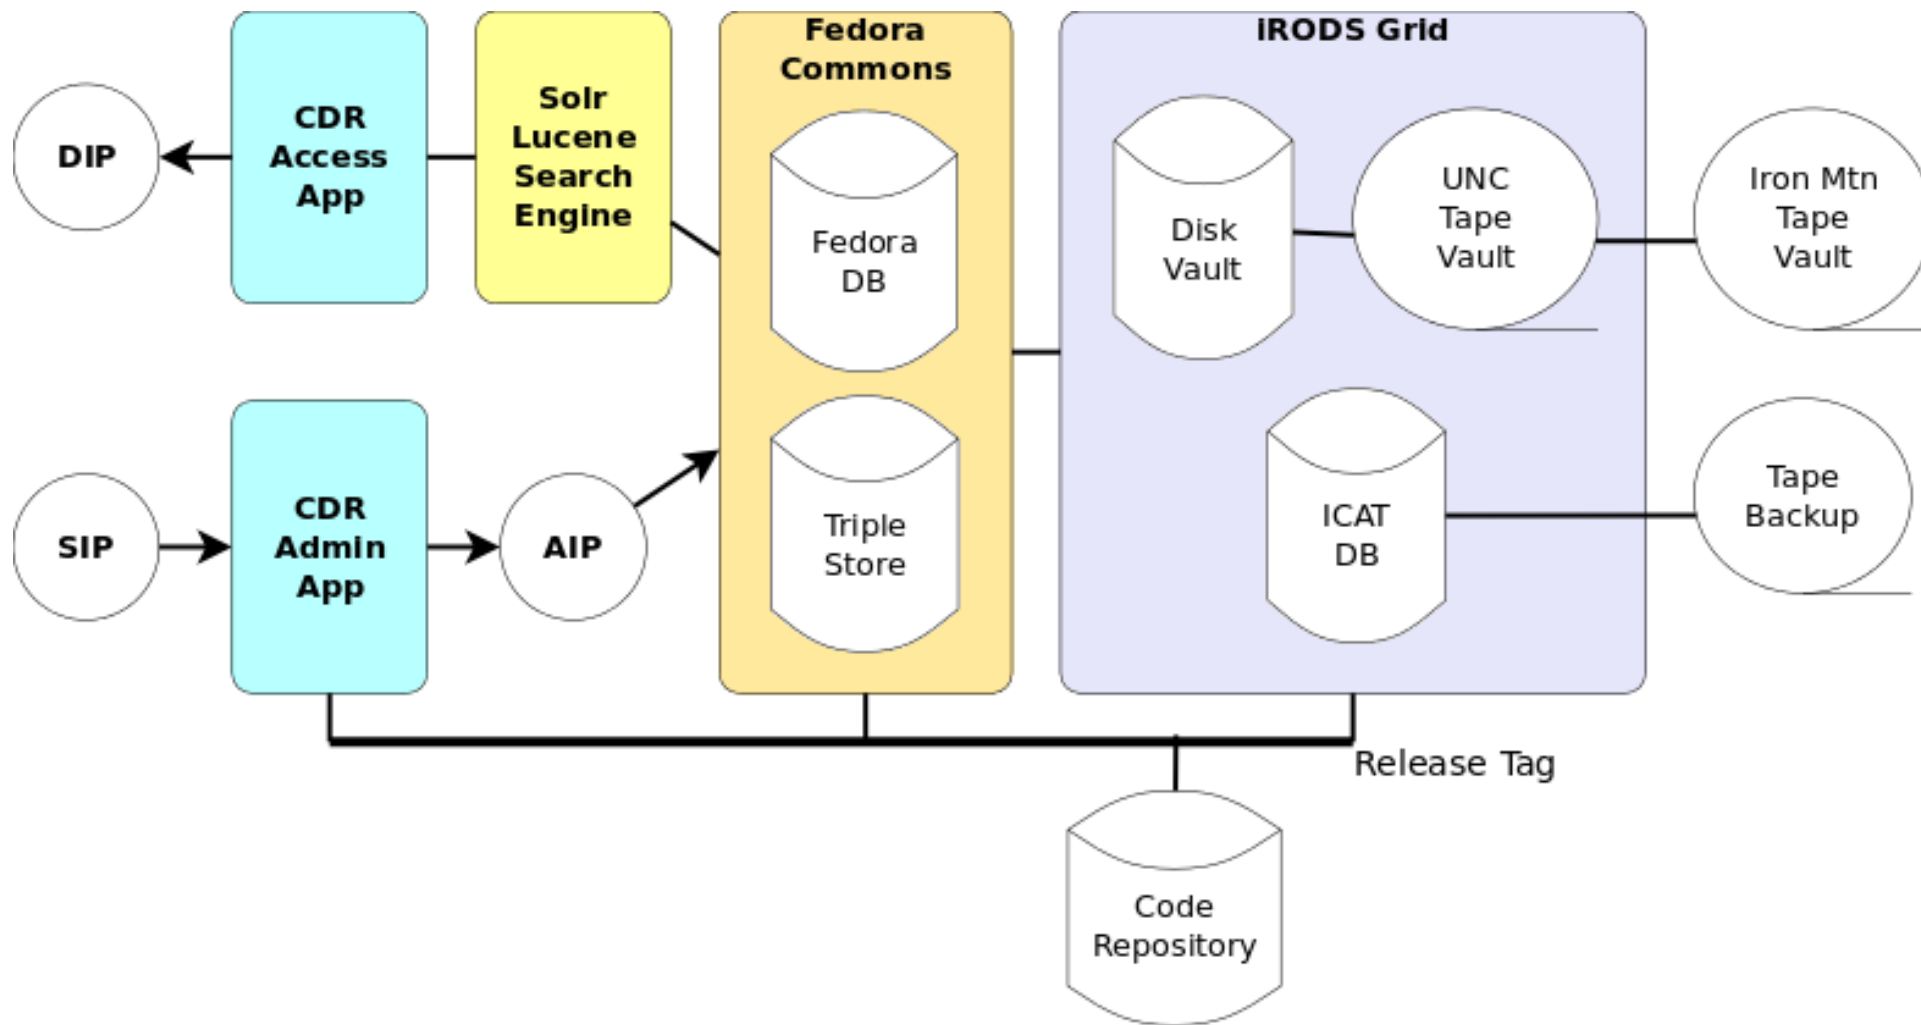 DIP
CDR
Access
App
Solr
Lucene
Search
Engine
Fedora
Commons
Fedora
DB
Triple
Store
iRODS Grid
Disk
Vault
UNC
Tape
Vault
Iron Mtn
Tape
Vault
ICAT
DB
Tape
Backup
SIP
CDR
Admin
App
AIP
Release Tag
Code
Repository